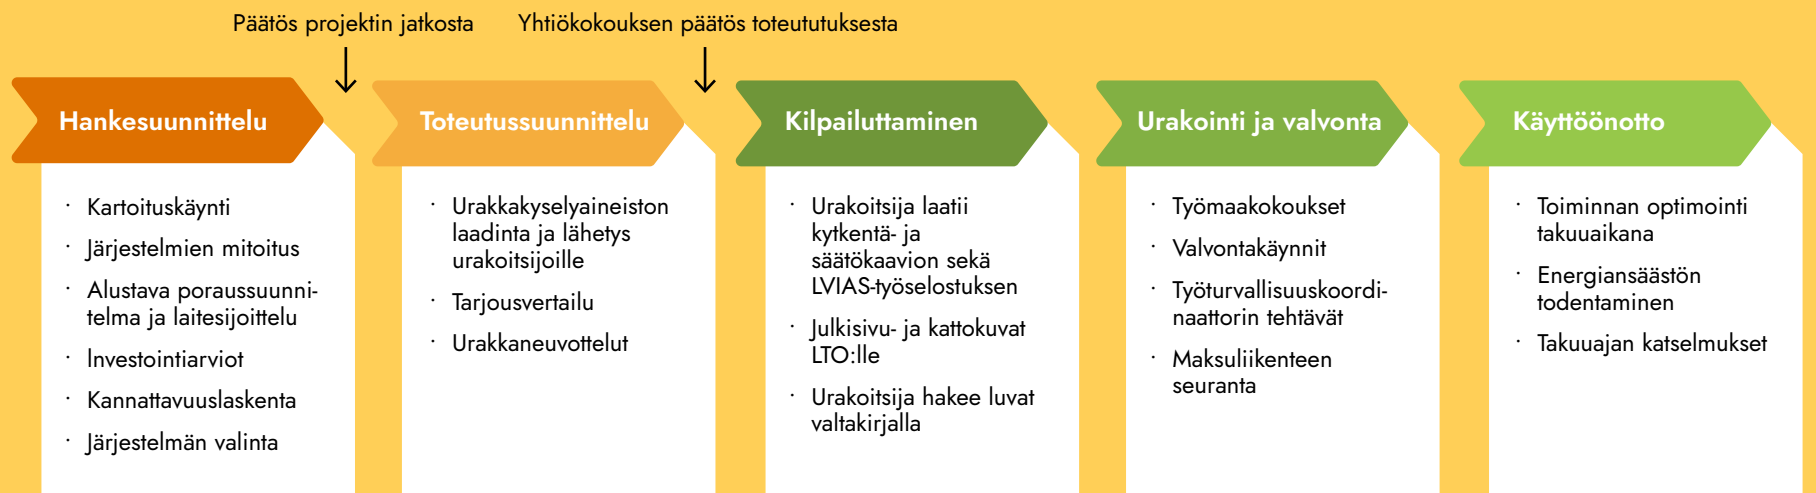 Päätös projektin jatkosta
Yhtiökokouksen päätös toteututuksesta
Hankesuunnittelu
Kartoituskäynti
Järjestelmien mitoitus
Alustava poraussuunni-
telma ja laitesijoittelu
Investointiarviot
Kannattavuuslaskenta
Järjestelmän valinta
Toteutussuunnittelu
Urakkakyselyaineiston
laadinta ja lähetys
urakoitsijoille
Tarjousvertailu
Urakkaneuvottelut
Kilpailuttaminen
Urakoitsija laatii
kytkentä- ja
säätökaavion sekä
LVIAS-työselostuksen
Julkisivu- ja kattokuvat
LTO:lle
Urakoitsija hakee luvat
valtakirjalla
Urakointi ja valvonta
Työmaakokoukset
Valvontakäynnit
Työturvallisuuskoordi-
naattorin tehtävät
Maksuliikenteen
seuranta
Käyttöönotto
Toiminnan optimointi
takuuaikana
Energiansäästön
todentaminen
Takuuajan katselmukset